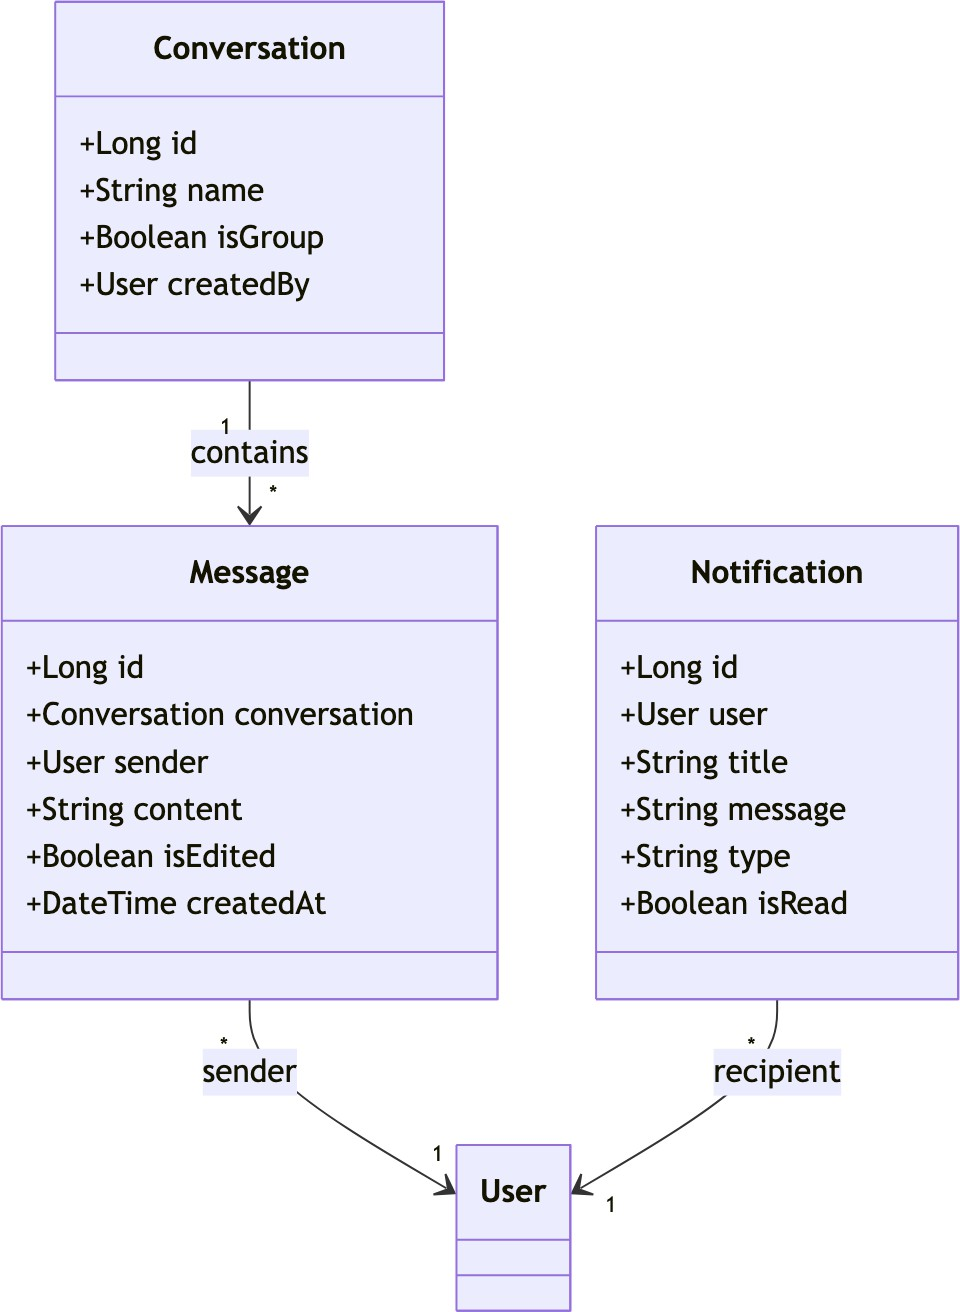 Conversation
+Long id
+String name
+Boolean isGroup
+User createdBy
1
contains
*
Message
+Long id
+Conversation conversation
+User sender
+String content
+Boolean isEdited
+DateTime createdAt
Notification
+Long id
+User user
+String title
+String message
+String type
+Boolean isRead
*
sender
1
*
recipient
1
User